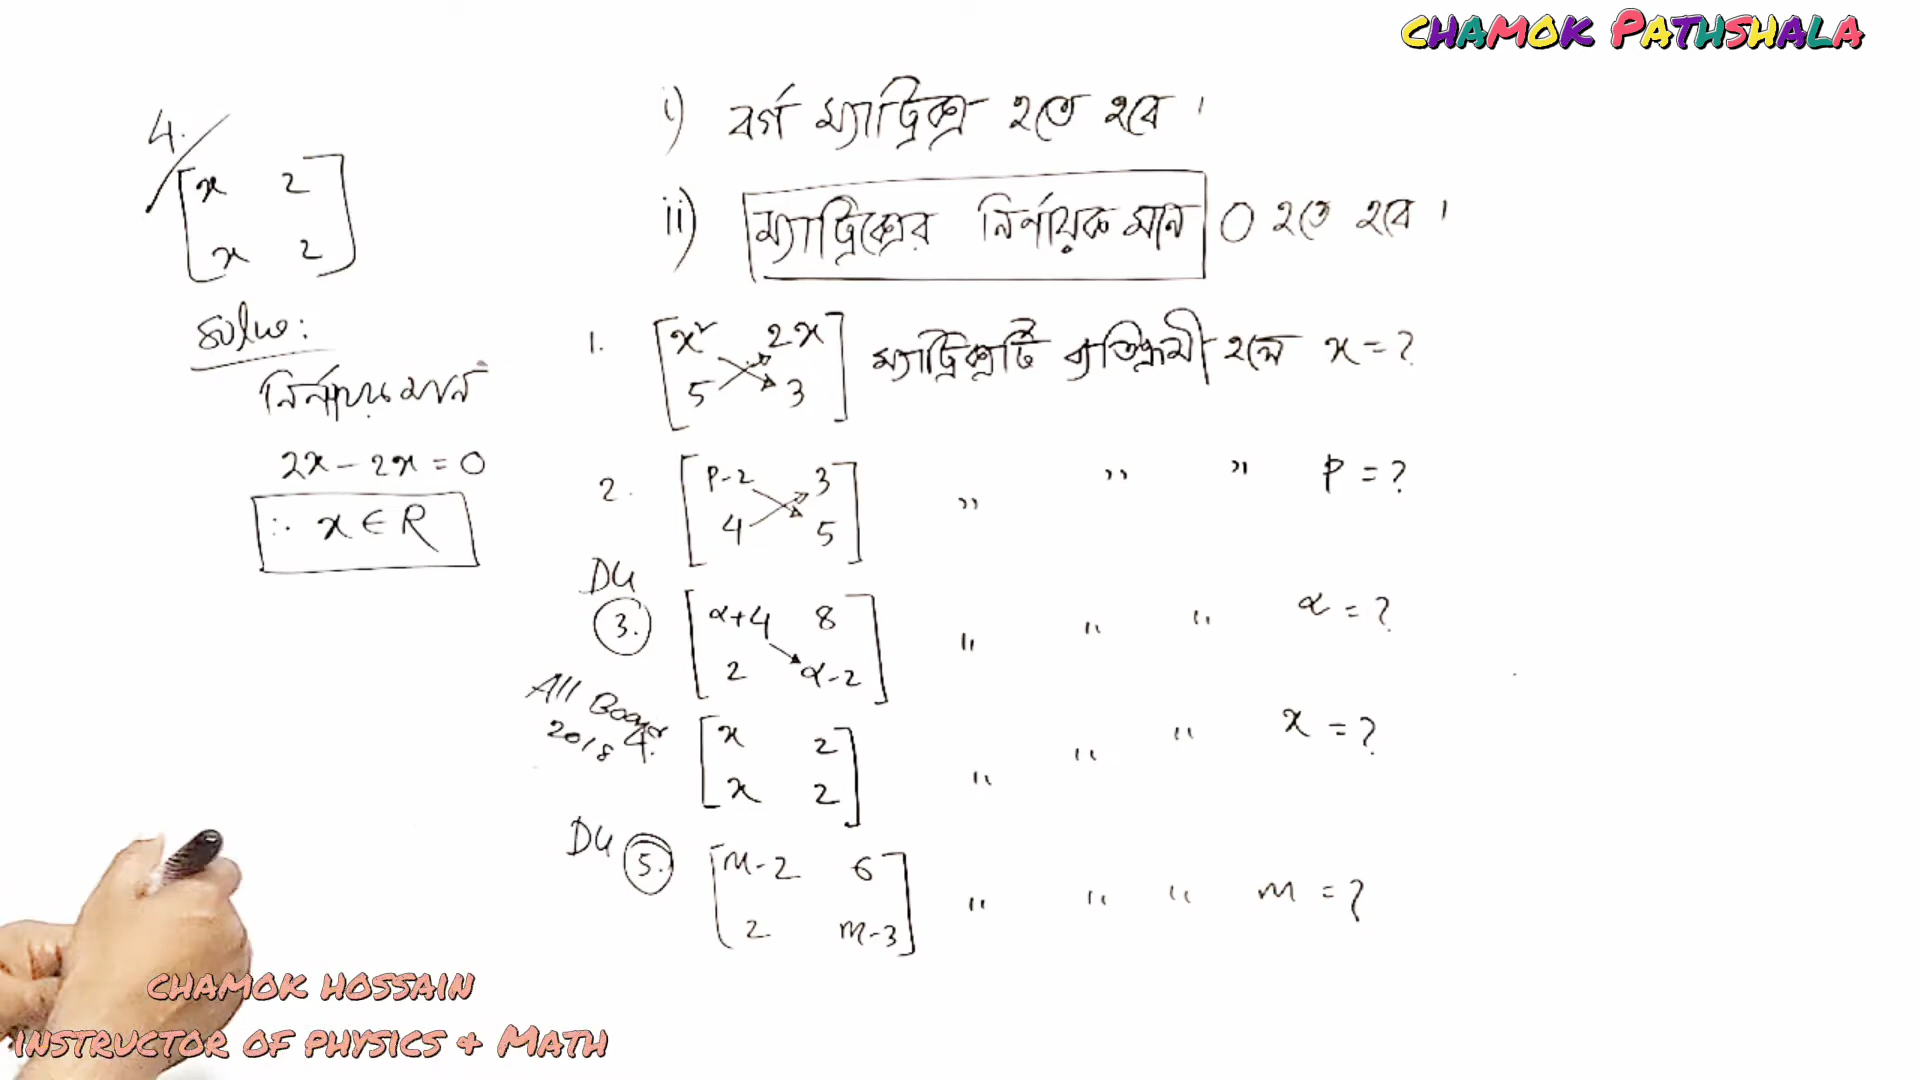 CHAMOK PATHSHALA
i) বর্গ ম্যাট্রিক্স হতে হবে ।
ii) ম্যাট্রিক্সের নির্ণায়ক মান 0 হতে হবে ।
1. [x² 2x] ম্যাট্রিক্সটি ব্যতিক্রমী হলে x = ?
[5 3]
2. [p-2 3] " " " p = ?
[4 5]
DU
3. [α+4 8] " " " α = ?
[2 α-2]
All Board
2018
4. [x 2] " " " x = ?
[x 2]
DU
5. [m-2 6] " " " m = ?
[2 m-3]
4.
[x 2]
[x 2]
Solve:
নির্ণায়ক মান
2x - 2x = 0
∴ x ∈ R
CHAMOK HOSSAIN
INSTRUCTOR OF PHYSICS & MATH